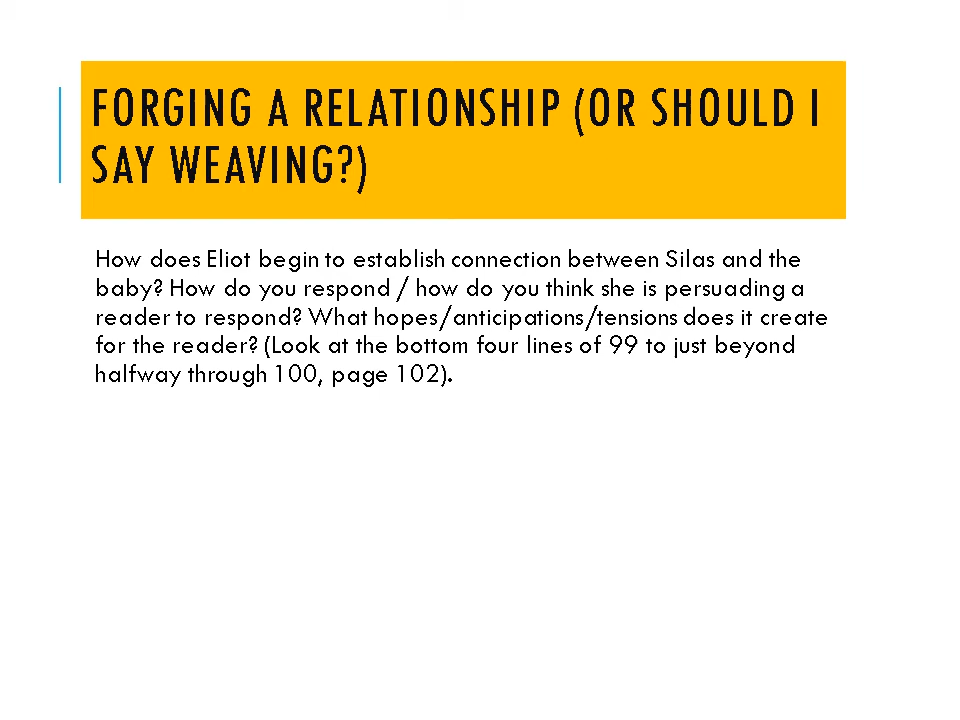 FORGING A RELATIONSHIP (OR SHOULD I
SAY WEAVING?)
How does Eliot begin to establish connection between Silas and the
baby? How do you respond / how do you think she is persuading a
reader to respond? What hopes/anticipations/tensions does it create
for the reader? (Look at the bottom four lines of 99 to just beyond
halfway through 100, page 102).